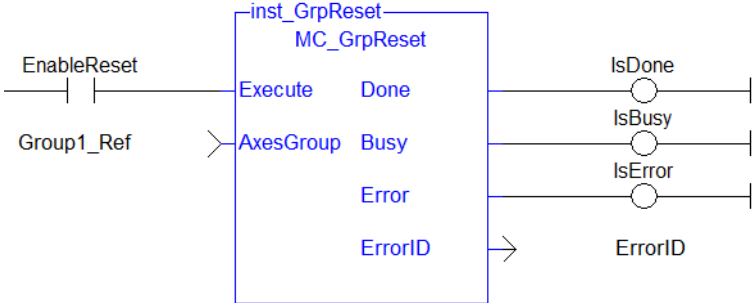 inst_GrpReset
MC_GrpReset
EnableReset
IsDone
Execute Done
IsBusy
Group1_Ref AxesGroup Busy
IsError
Error
ErrorID ErrorID